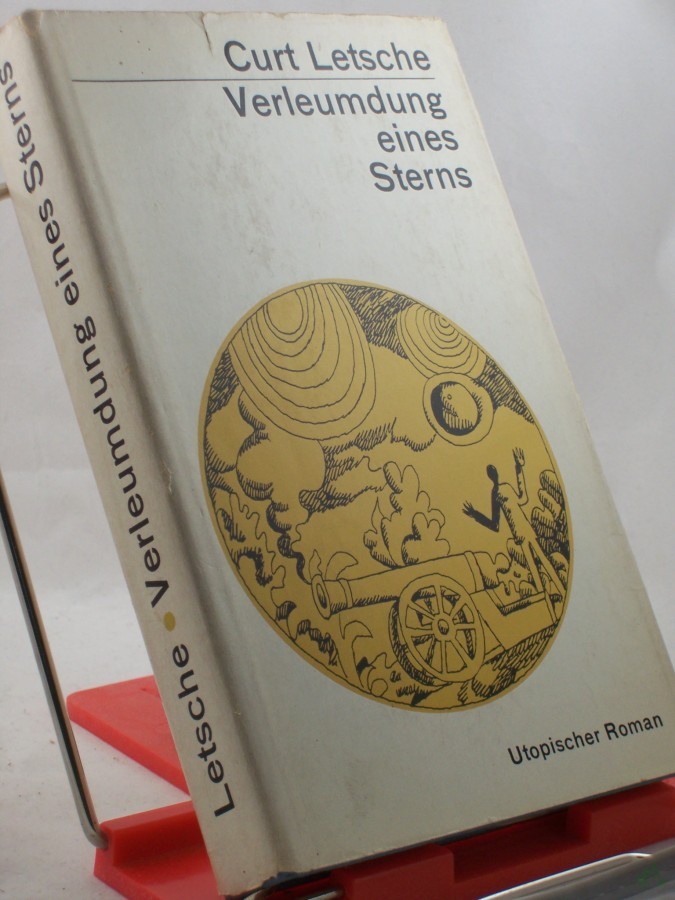 Curt Letsche
Verleumdung
eines
Sterns
Utopischer Roman
Letsche • Verleumdung eines Sterns